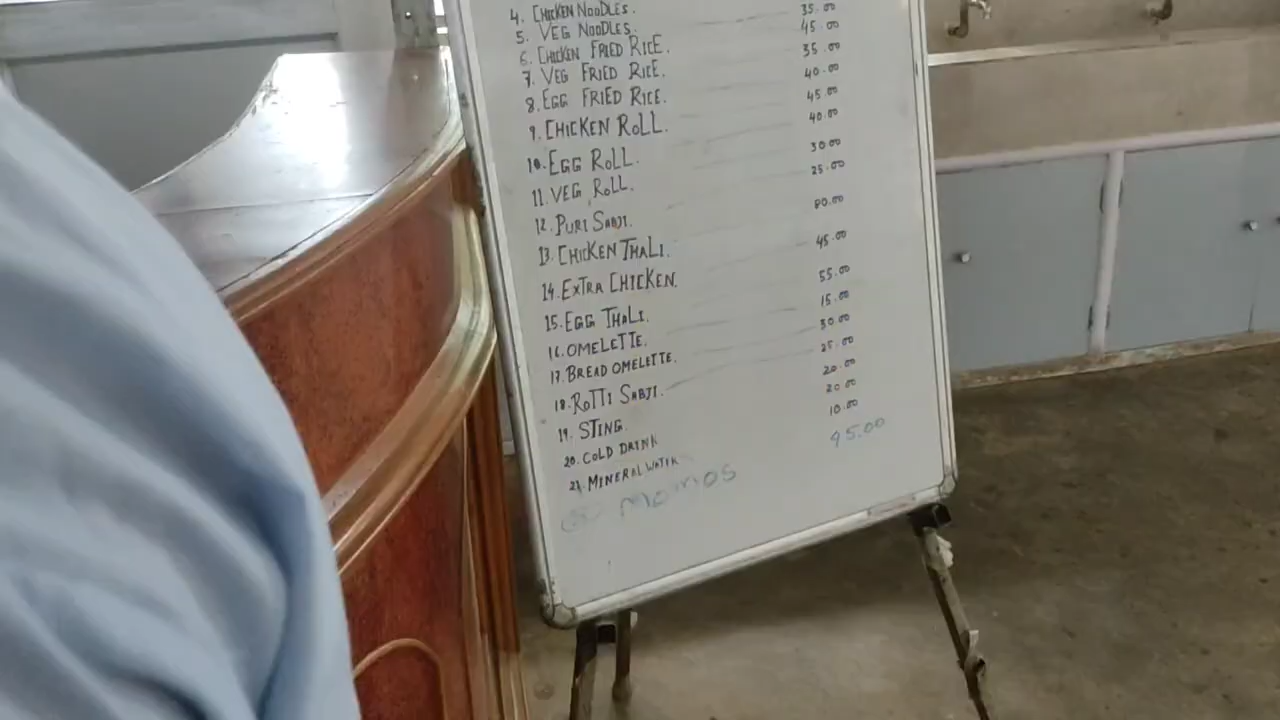 4. CHICKEN NOODLES.
5. VEG NOODLES. 35.00
6. CHICKEN FRIED RICE. 45.00
7. VEG FRIED RICE. 35.00
8. EGG FRIED RICE. 40.00
9. CHICKEN ROLL. 45.00
10. EGG ROLL. 40.00
11. VEG ROLL. 30.00
12. PURI SABJI. 25.00
13. CHICKEN THALI. 80.00
14. EXTRA CHICKEN. 45.00
15. EGG THALI. 55.00
16. OMELETTE. 15.00
17. BREAD OMELETTE. 30.00
18. ROTTI SABJI. 25.00
19. STING. 20.00
20. COLD DRINK 20.00
21. MINERAL WATER 10.00
MOMOS 45.00